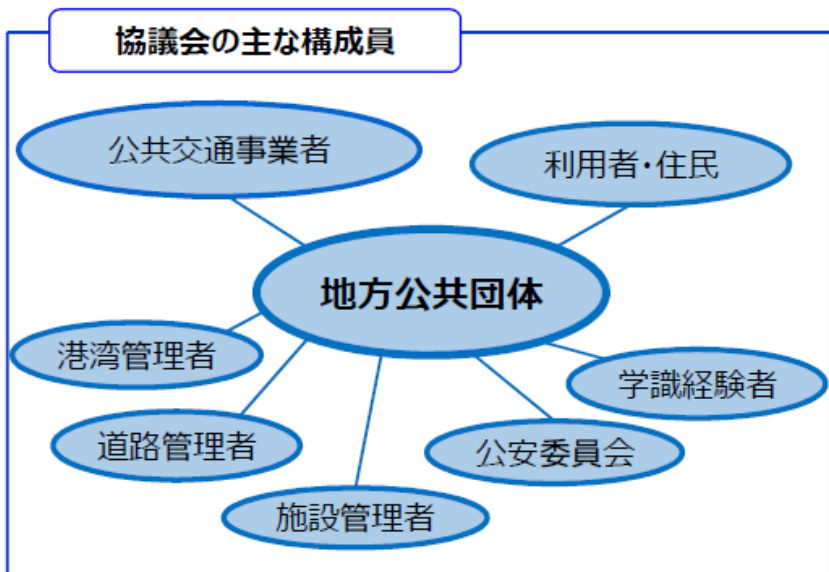 協議会の主な構成員
公共交通事業者
利用者・住民
地方公共団体
港湾管理者
学識経験者
道路管理者
公安委員会
施設管理者